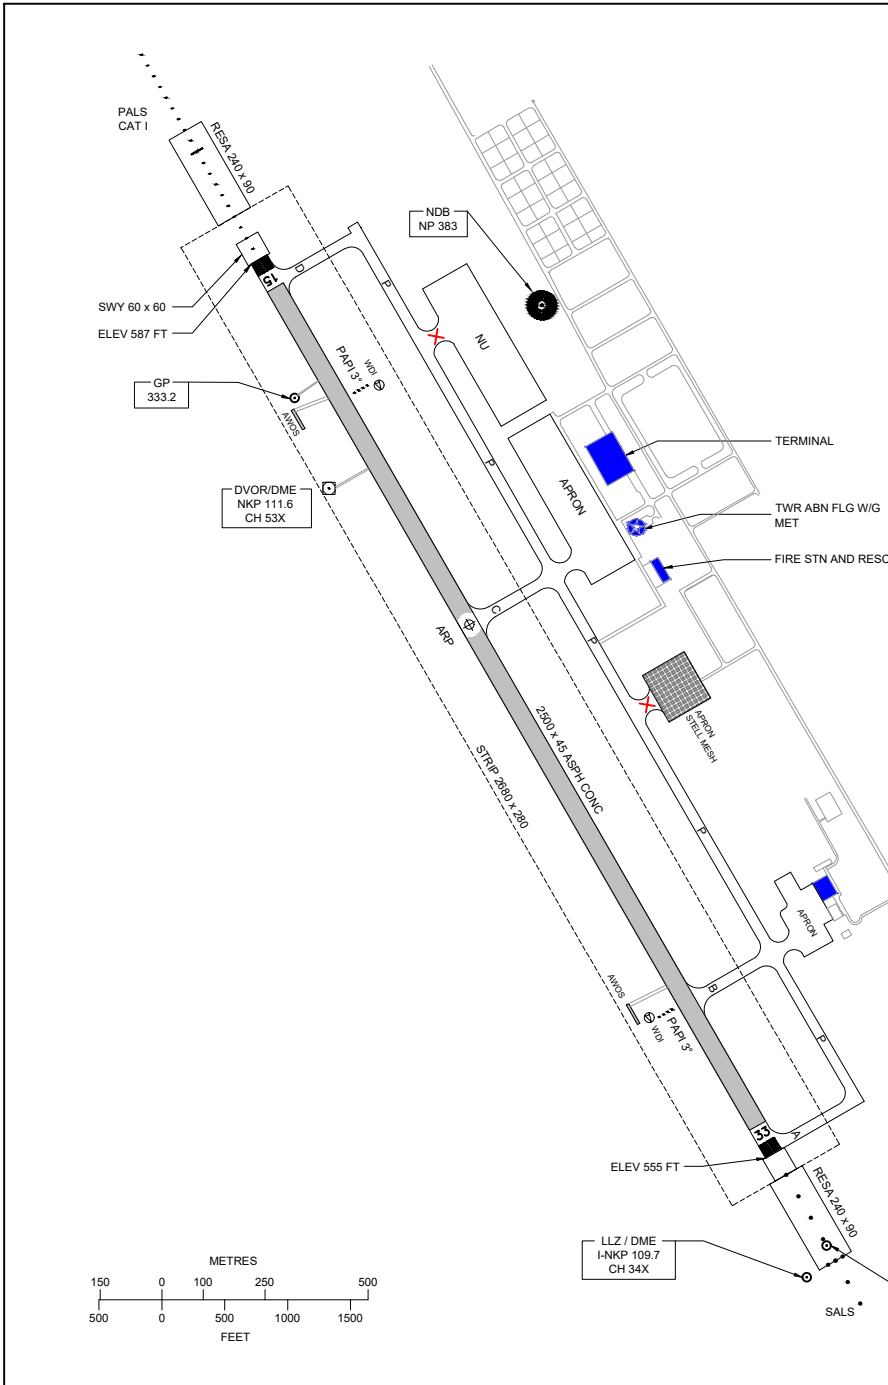 PALS
CAT I
RESA 240 x 90
NDB
NP 383
SWY 60 x 60
ELEV 587 FT
15
D
P
NU
PAPI 3°
WDI
GP
333.2
AWOS
TERMINAL
P
APRON
DVOR/DME
NKP 111.6
CH 53X
TWR ABN FLG W/G
MET
FIRE STN AND RESC
C
ARP
P
APRON
STELL MESH
2500 x 45 ASPH CONC
STRIP 2680 x 280
P
APRON
AWOS
B
WDI
PAPI 3°
P
33
A
ELEV 555 FT
RESA 240 x 90
LLZ / DME
I-NKP 109.7
CH 34X
SALS
METRES
150 0 100 250 500
500 0 500 1000 1500
FEET